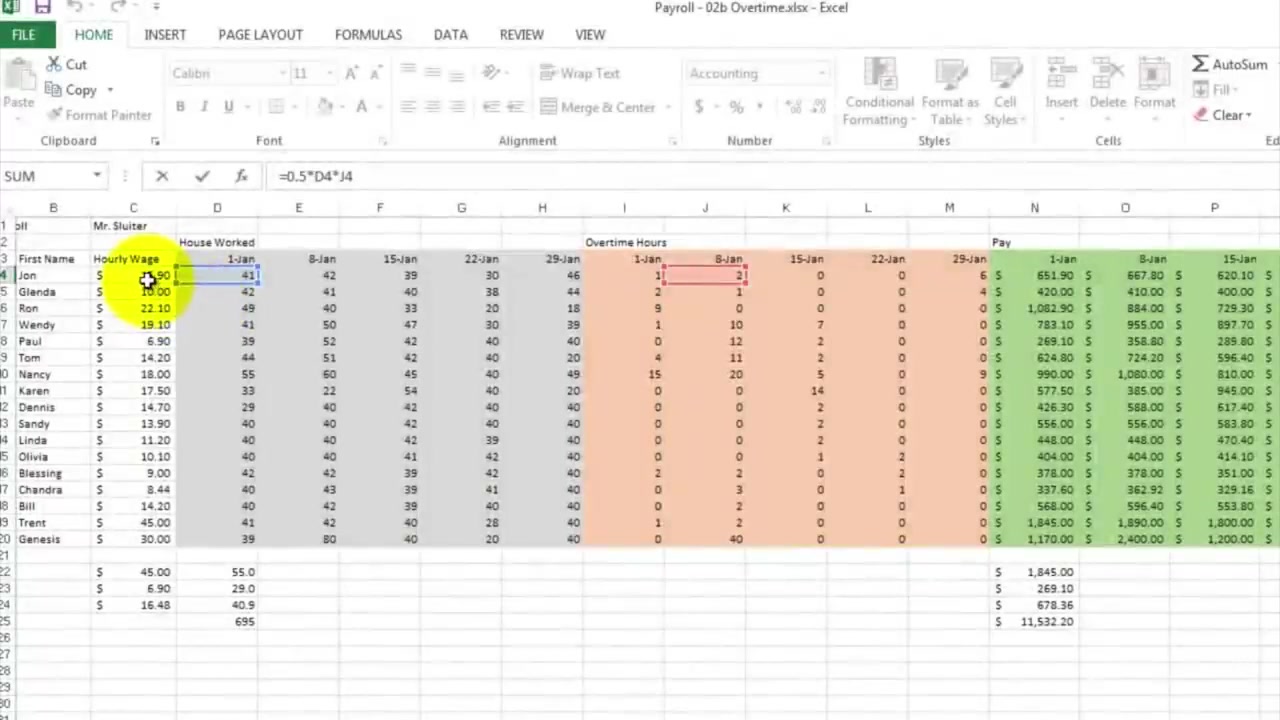 Payroll - 02b Overtime.xlsx - Excel
FILE HOME INSERT PAGE LAYOUT FORMULAS DATA REVIEW VIEW
Cut Calibri 11 Wrap Text Accounting AutoSum
Copy Paste B I U Merge & Center $ % Conditional Formatting Format as Table Cell Styles Insert Delete Format Fill
Format Painter Clear
Clipboard Font Alignment Number Styles Cells
SUM fx =0.5*D4*J4
B C D E F G H I J K L M N O P
1 oll Mr. Sluiter
2 House Worked Overtime Hours Pay
3 First Name Hourly Wage 1-Jan 8-Jan 15-Jan 22-Jan 29-Jan 1-Jan 8-Jan 15-Jan 22-Jan 29-Jan 1-Jan 8-Jan 15-Jan
4 Jon $ .90 41 42 39 30 46 1 2 0 0 6 $ 651.90 $ 667.80 $ 620.10
5 Glenda $ 10.00 42 41 40 38 44 2 1 0 0 4 $ 420.00 $ 410.00 $ 400.00
6 Ron $ 22.10 49 40 33 20 18 9 0 0 0 0 $ 1,082.90 $ 884.00 $ 729.30
7 Wendy $ 19.10 41 50 47 30 39 1 10 7 0 0 $ 783.10 $ 955.00 $ 897.70
8 Paul $ 6.90 39 52 42 40 40 0 12 2 0 0 $ 269.10 $ 358.80 $ 289.80
9 Tom $ 14.20 44 51 42 40 20 4 11 2 0 0 $ 624.80 $ 724.20 $ 596.40
10 Nancy $ 18.00 55 60 45 40 49 15 20 5 0 9 $ 990.00 $ 1,080.00 $ 810.00
11 Karen $ 17.50 33 22 54 40 20 0 0 14 0 0 $ 577.50 $ 385.00 $ 945.00
12 Dennis $ 14.70 29 40 42 40 40 0 0 2 0 0 $ 426.30 $ 588.00 $ 617.40
13 Sandy $ 13.90 40 40 42 40 40 0 0 2 0 0 $ 556.00 $ 556.00 $ 583.80
14 Linda $ 11.20 40 40 42 39 40 0 0 2 0 0 $ 448.00 $ 448.00 $ 470.40
15 Olivia $ 10.10 40 40 41 42 40 0 0 1 2 0 $ 404.00 $ 404.00 $ 414.10
16 Blessing $ 9.00 42 42 39 42 40 2 2 0 2 0 $ 378.00 $ 378.00 $ 351.00
17 Chandra $ 8.44 40 43 39 41 40 0 3 0 1 0 $ 337.60 $ 362.92 $ 329.16
18 Bill $ 14.20 40 42 39 40 40 0 2 0 0 0 $ 568.00 $ 596.40 $ 553.80
19 Trent $ 45.00 41 42 40 28 40 1 2 0 0 0 $ 1,845.00 $ 1,890.00 $ 1,800.00
20 Genesis $ 30.00 39 80 40 20 40 0 40 0 0 0 $ 1,170.00 $ 2,400.00 $ 1,200.00
21
22 $ 45.00 55.0 $ 1,845.00
23 $ 6.90 29.0 $ 269.10
24 $ 16.48 40.9 $ 678.36
25 695 $ 11,532.20
26
27
28
29
30